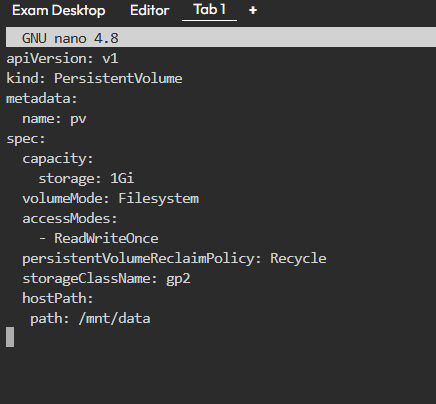 Exam Desktop Editor Tab 1 +
GNU nano 4.8
apiVersion: v1
kind: PersistentVolume
metadata:
  name: pv
spec:
  capacity:
    storage: 1Gi
  volumeMode: Filesystem
  accessModes:
    - ReadWriteOnce
  persistentVolumeReclaimPolicy: Recycle
  storageClassName: gp2
  hostPath:
   path: /mnt/data